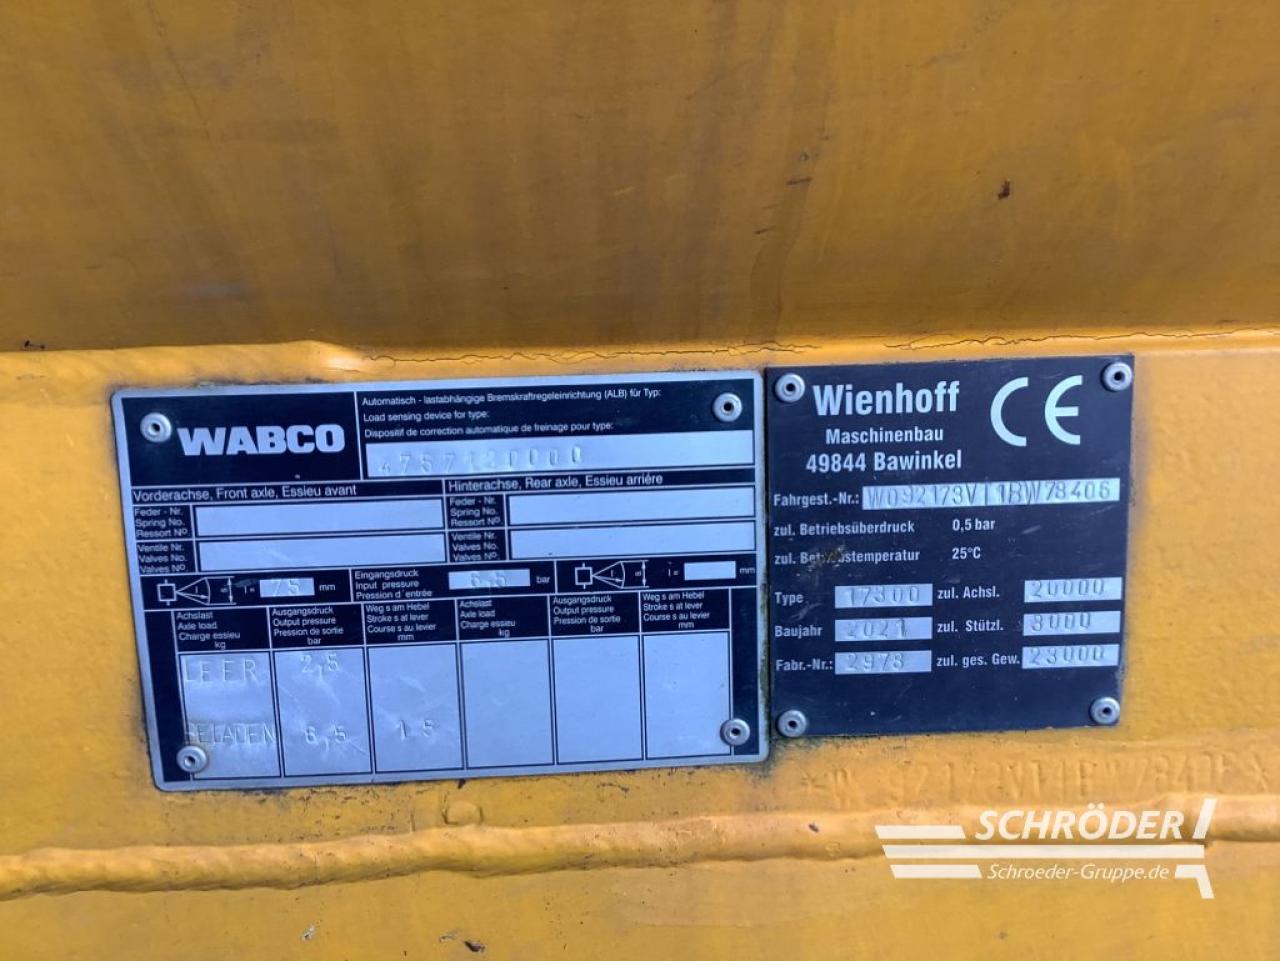 WABCO
Automatisch - lastabhängige Bremskraftregeleinrichtung (ALB) für Typ:
Load sensing device for type:
Dispositif de correction automatique de freinage pour type:
4757130000
Vorderachse, Front axle, Essieu avant
Hinterachse, Rear axle, Essieu arriére
Feder - Nr.
Spring No.
Ressort No.
Feder - Nr.
Spring No.
Ressort No.
Ventile Nr.
Valves No.
Valves No.
Ventile Nr.
Valves No.
Valves No.
l = 75 mm
Eingangsdruck
Input pressure
Pression d´entrée
6,5 bar
l = mm
Achslast
Axle load
Charge essieu
kg
Ausgangsdruck
Output pressure
Pression de sortie
bar
Weg s am Hebel
Stroke s at lever
Course s au levier
mm
Achslast
Axle load
Charge essieu
kg
Ausgangsdruck
Output pressure
Pression de sortie
bar
Weg s am Hebel
Stroke s at lever
Course s au levier
mm
LEER 2,5
BELADEN 6,5 15
Wienhoff CE
Maschinenbau
49844 Bawinkel
Fahrgest.-Nr.: W092173VL1BW78406
zul. Betriebsüberdruck 0,5 bar
zul. Betriebstemperatur 25°C
Type 17300 zul. Achsl. 20000
Baujahr 2021 zul. Stützl. 3000
Fabr.-Nr.: 2978 zul. ges. Gew. 23000
SCHRÖDER
Schroeder-Gruppe.de